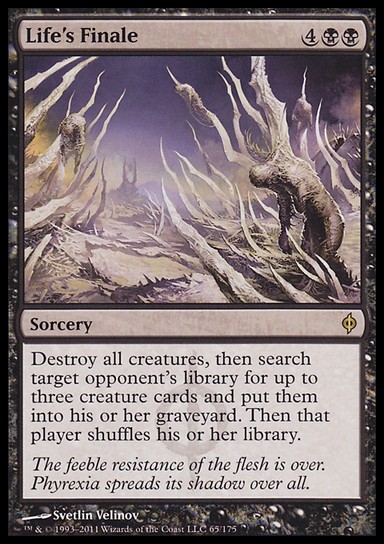 Life's Finale 4
Sorcery
Destroy all creatures, then search
target opponent's library for up to
three creature cards and put them
into his or her graveyard. Then that
player shuffles his or her library.
The feeble resistance of the flesh is over.
Phyrexia spreads its shadow over all.
Svetlin Velinov
™ & © 1993–2011 Wizards of the Coast LLC 65/175